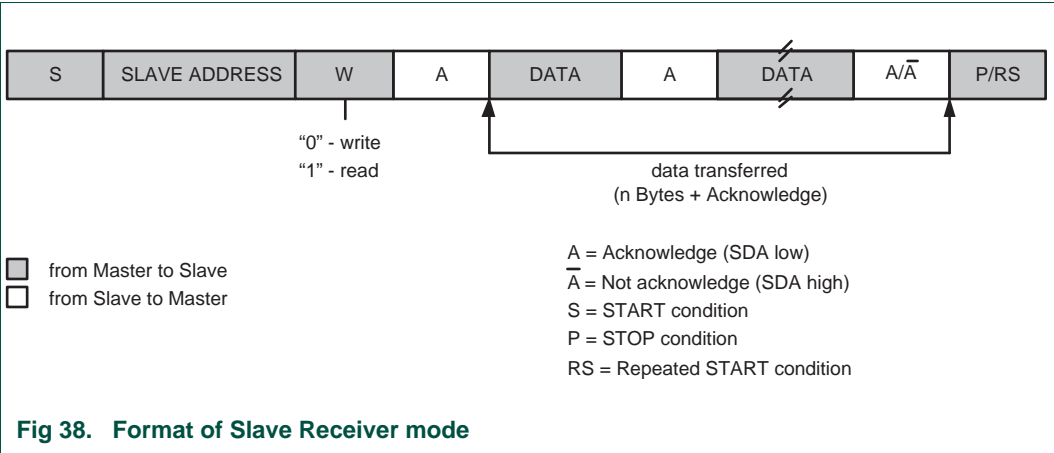 S SLAVE ADDRESS W A DATA A DATA A/A̅ P/RS
“0” - write
“1” - read
data transferred
(n Bytes + Acknowledge)
from Master to Slave
from Slave to Master
A = Acknowledge (SDA low)
A̅ = Not acknowledge (SDA high)
S = START condition
P = STOP condition
RS = Repeated START condition
Fig 38. Format of Slave Receiver mode